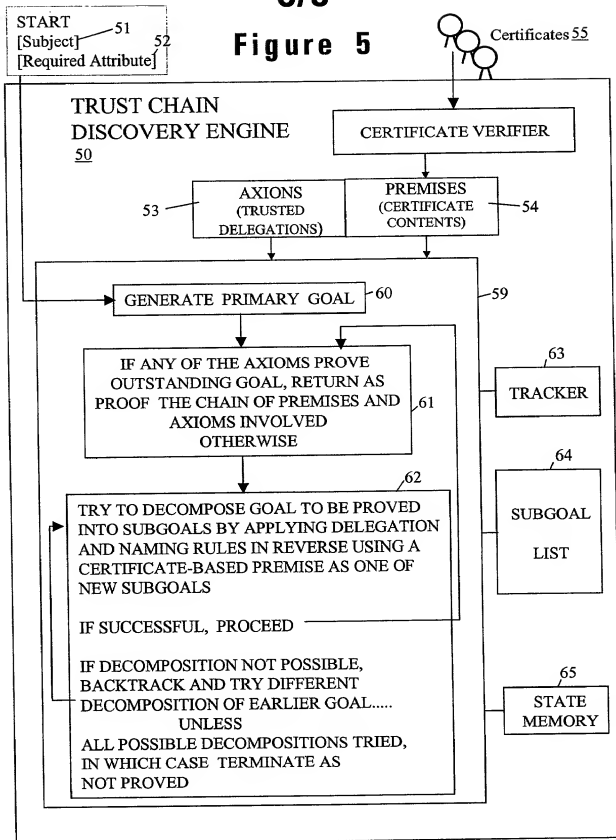 START
[Subject] 51
[Required Attribute] 52
Figure 5
Certificates 55
TRUST CHAIN
DISCOVERY ENGINE
50
CERTIFICATE VERIFIER
53
AXIONS
(TRUSTED
DELEGATIONS)
PREMISES
(CERTIFICATE
CONTENTS)
54
GENERATE PRIMARY GOAL
60
59
IF ANY OF THE AXIOMS PROVE
OUTSTANDING GOAL, RETURN AS
PROOF THE CHAIN OF PREMISES AND
AXIOMS INVOLVED
OTHERWISE
61
63
TRACKER
62
TRY TO DECOMPOSE GOAL TO BE PROVED
INTO SUBGOALS BY APPLYING DELEGATION
AND NAMING RULES IN REVERSE USING A
CERTIFICATE-BASED PREMISE AS ONE OF
NEW SUBGOALS
IF SUCCESSFUL, PROCEED
IF DECOMPOSITION NOT POSSIBLE,
BACKTRACK AND TRY DIFFERENT
DECOMPOSITION OF EARLIER GOAL.....
UNLESS
ALL POSSIBLE DECOMPOSITIONS TRIED,
IN WHICH CASE TERMINATE AS
NOT PROVED
64
SUBGOAL
LIST
65
STATE
MEMORY